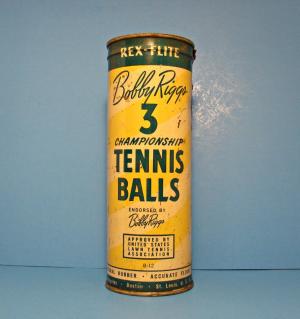 REX-FLITE
Bobby Riggs
3
CHAMPIONSHIP
TENNIS
BALLS
ENDORSED BY
Bobby Riggs
APPROVED BY
UNITED STATES
LAWN TENNIS
ASSOCIATION
B-12
RUBBER - ACCURATE
Boston - St. Louis, U. S.